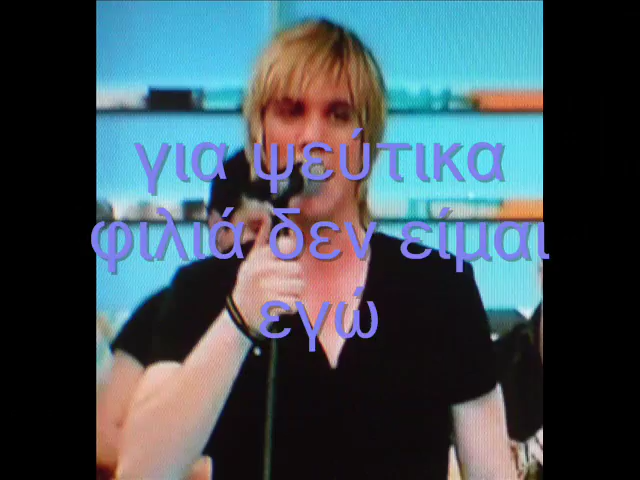 για ψεύτικα
φιλιά δεν είμαι
εγώ